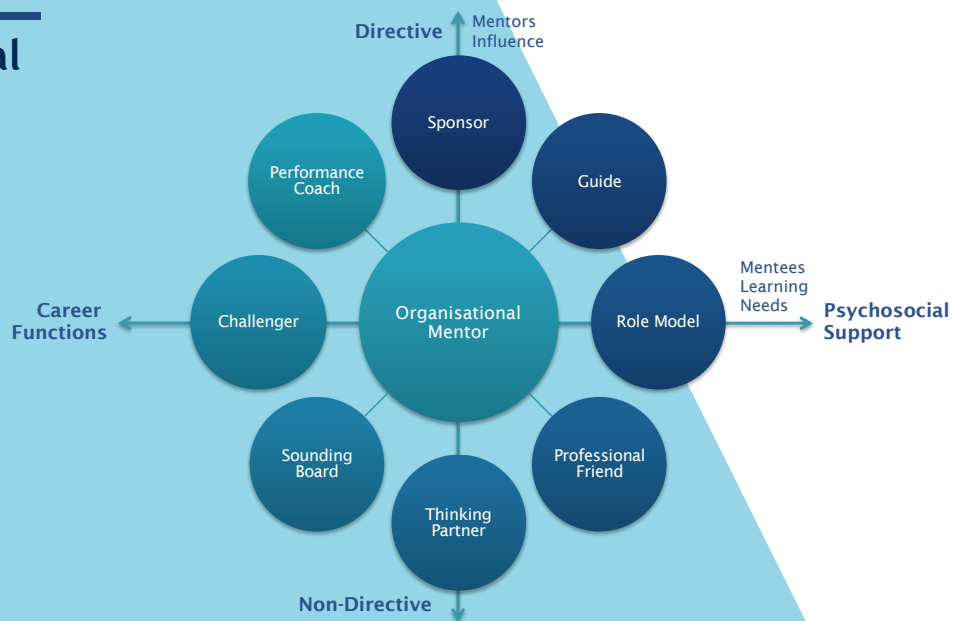 al
Directive
Mentors
Influence
Sponsor
Performance
Coach
Guide
Career
Functions
Challenger
Organisational
Mentor
Role Model
Mentees
Learning
Needs
Psychosocial
Support
Sounding
Board
Professional
Friend
Thinking
Partner
Non-Directive